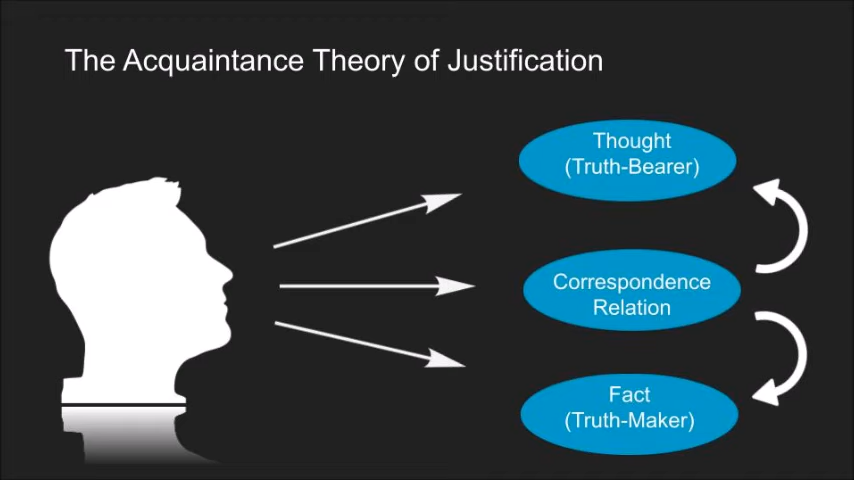 The Acquaintance Theory of Justification
Thought
(Truth-Bearer)
Correspondence
Relation
Fact
(Truth-Maker)